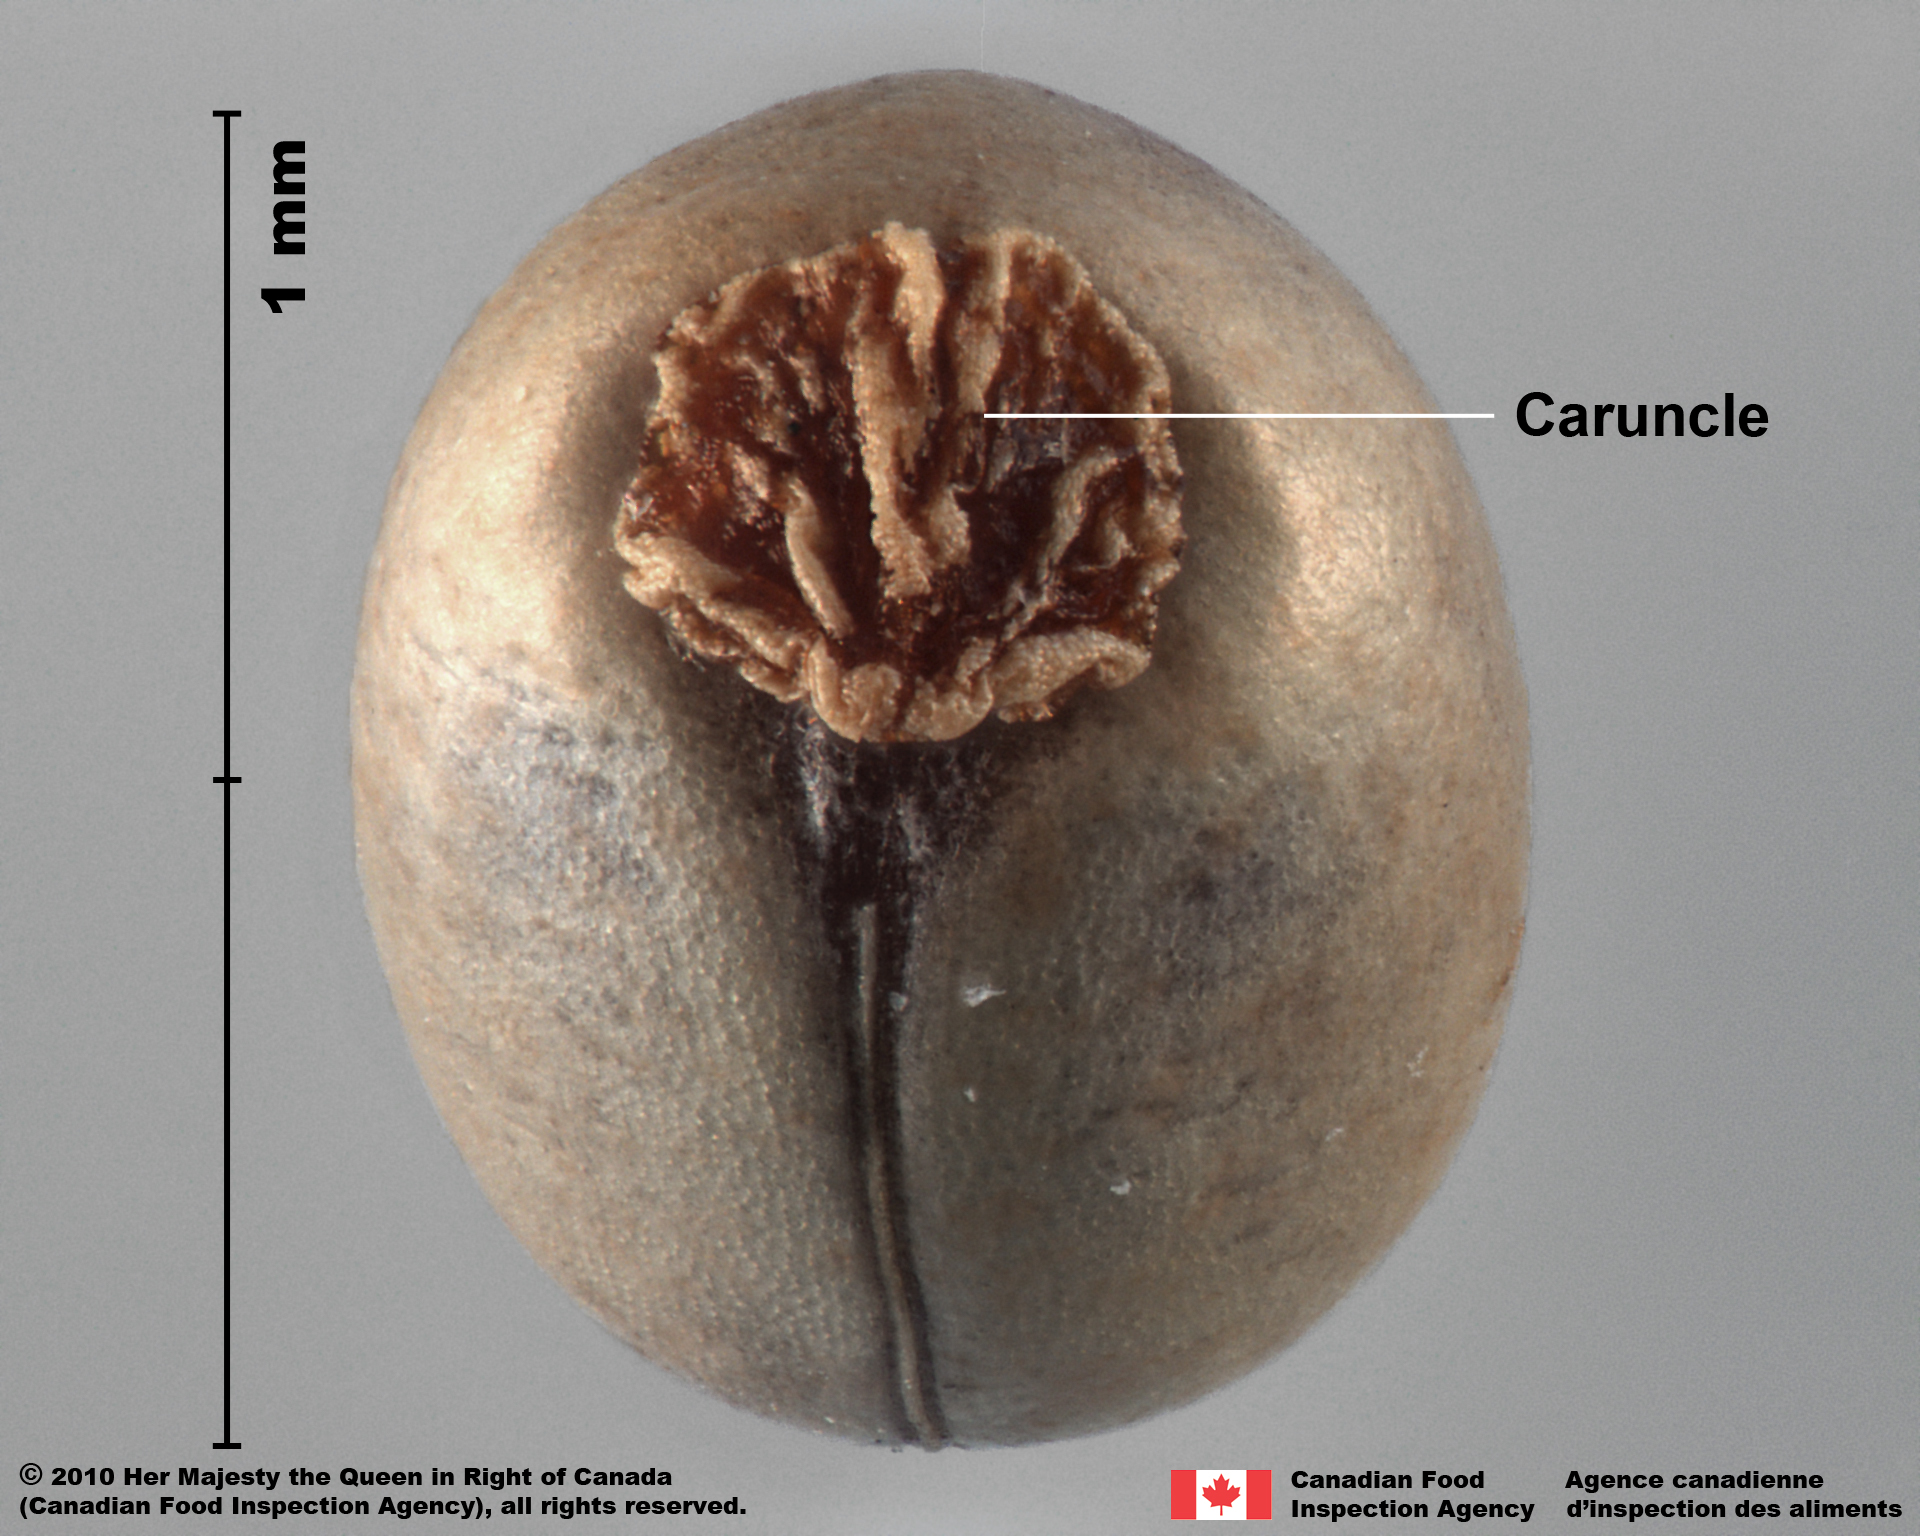 1 mm
Caruncle
© 2010 Her Majesty the Queen in Right of Canada
(Canadian Food Inspection Agency), all rights reserved.
Canadian Food
Inspection Agency
Agence canadienne
d’inspection des aliments